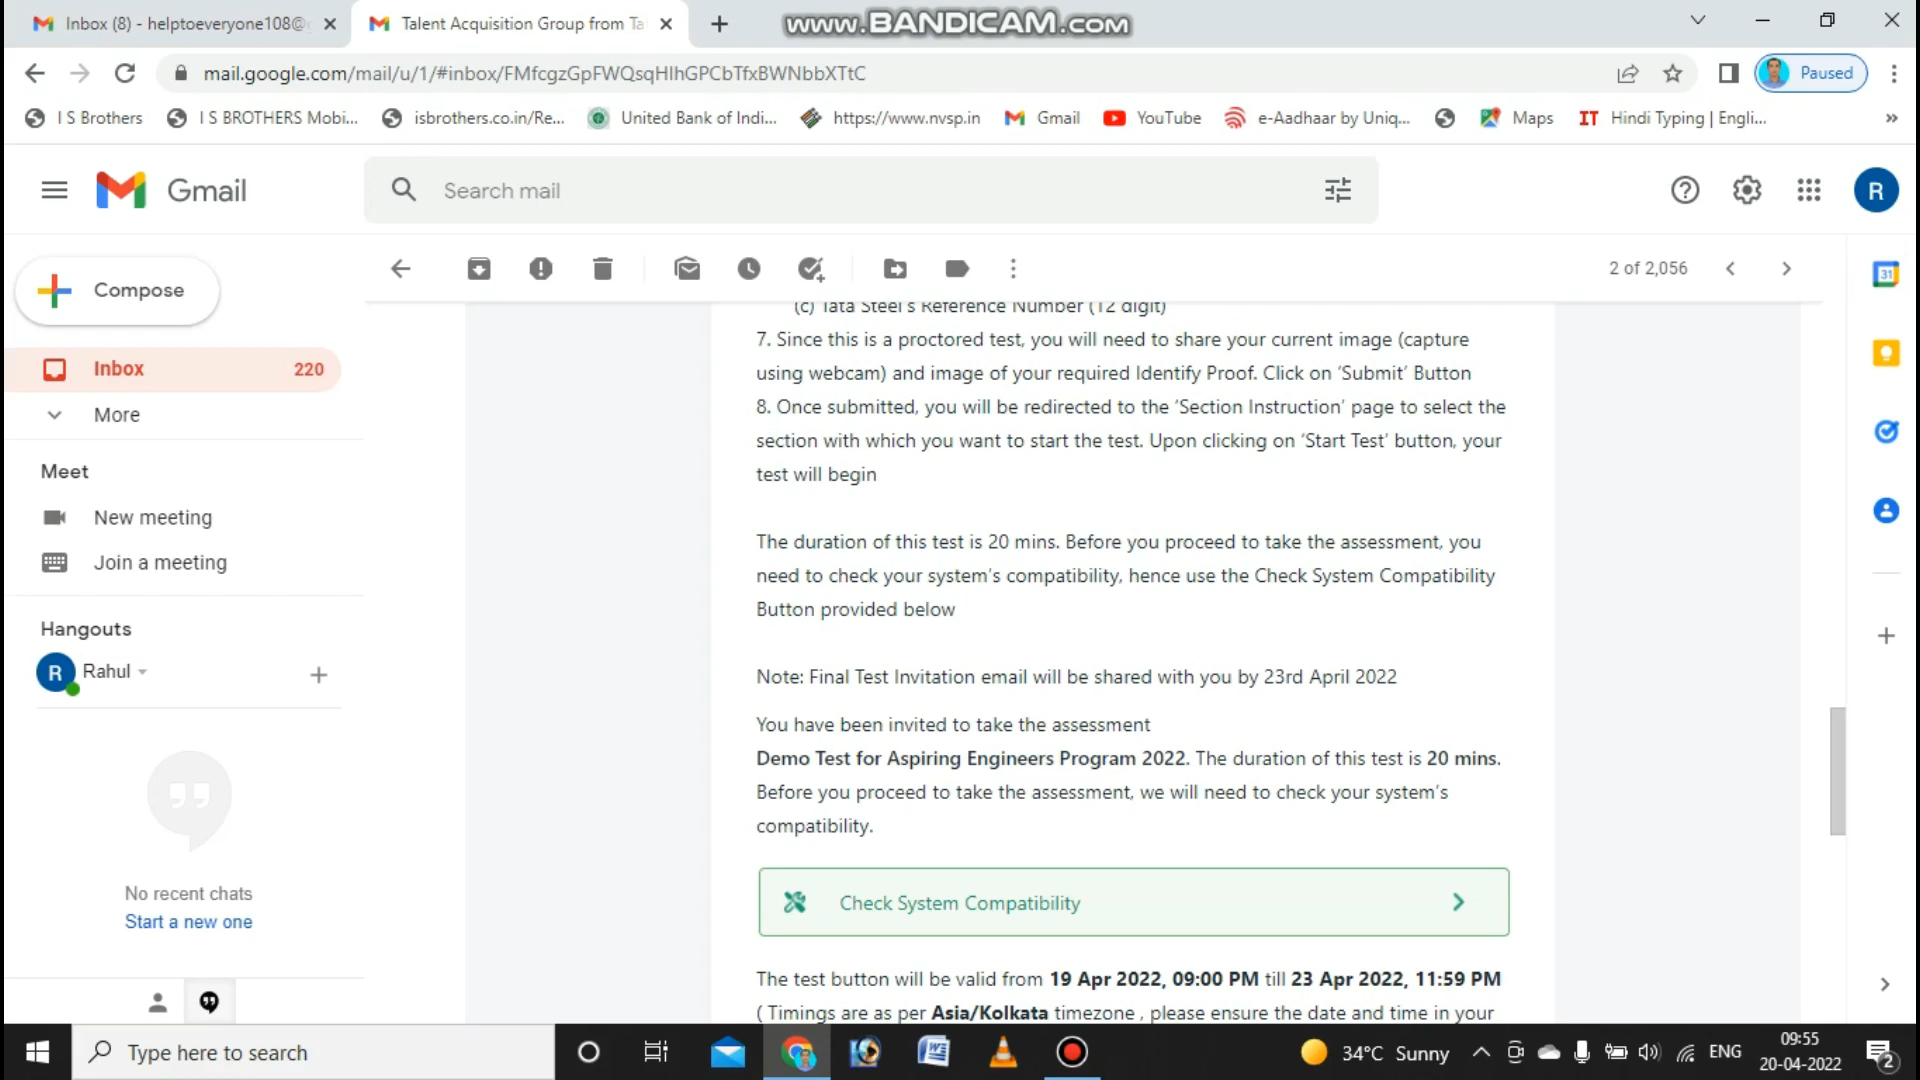 www.BANDICAM.com
Inbox (8) - helptoeveryone108@
Talent Acquisition Group from Ta
mail.google.com/mail/u/1/#inbox/FMfcgzGpFWQsqHlhGPCbTfxBWNbbXTtC
Paused
I S Brothers
I S BROTHERS Mobi...
isbrothers.co.in/Re...
United Bank of Indi...
https://www.nvsp.in
Gmail
YouTube
e-Aadhaar by Uniq...
Maps
IT Hindi Typing | Engli...
»
Gmail
Search mail
R
Compose
2 of 2,056
31
Inbox 220
More
Meet
New meeting
Join a meeting
Hangouts
R Rahul
No recent chats
Start a new one
(c) Tata Steel's Reference Number (12 digit)
7. Since this is a proctored test, you will need to share your current image (capture
using webcam) and image of your required Identify Proof. Click on ‘Submit’ Button
8. Once submitted, you will be redirected to the ‘Section Instruction’ page to select the
section with which you want to start the test. Upon clicking on ‘Start Test’ button, your
test will begin
The duration of this test is 20 mins. Before you proceed to take the assessment, you
need to check your system’s compatibility, hence use the Check System Compatibility
Button provided below
Note: Final Test Invitation email will be shared with you by 23rd April 2022
You have been invited to take the assessment
Demo Test for Aspiring Engineers Program 2022. The duration of this test is 20 mins.
Before you proceed to take the assessment, we will need to check your system’s
compatibility.
Check System Compatibility
The test button will be valid from 19 Apr 2022, 09:00 PM till 23 Apr 2022, 11:59 PM
( Timings are as per Asia/Kolkata timezone , please ensure the date and time in your
Type here to search
34°C Sunny
ENG
09:55
20-04-2022
2